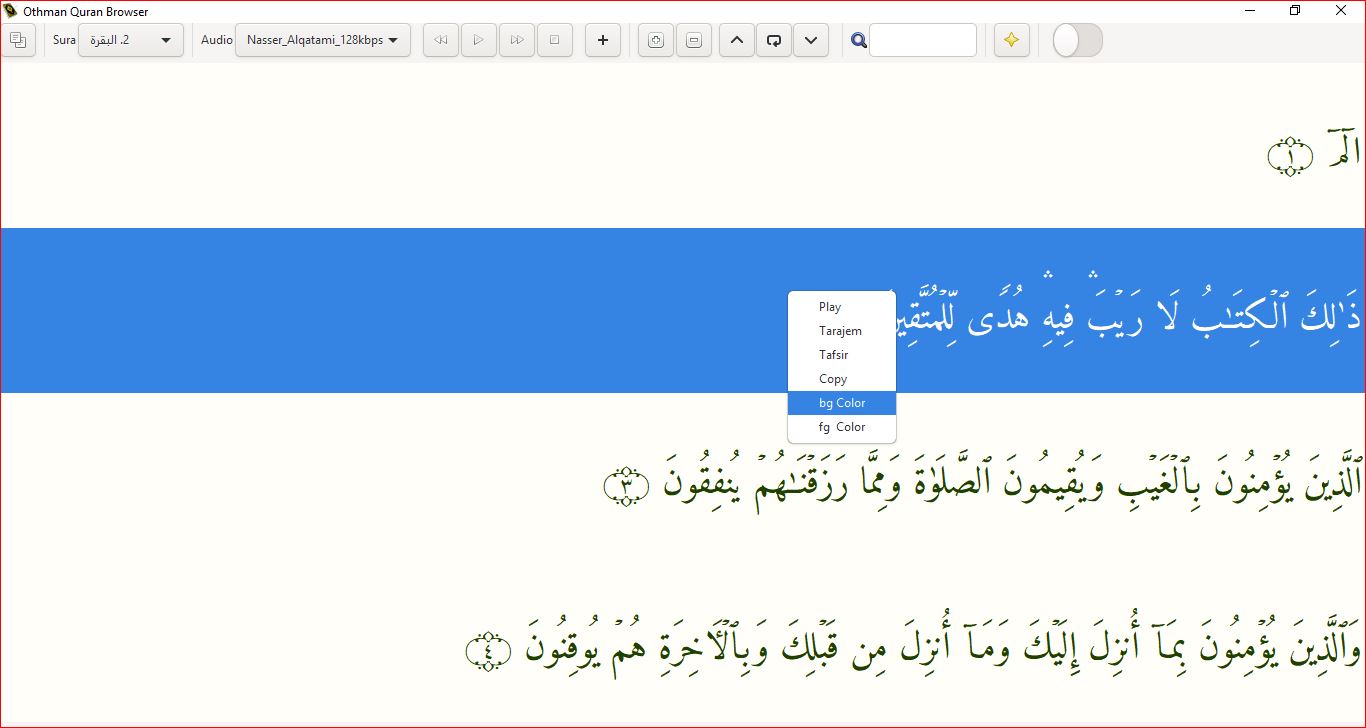 Othman Quran Browser
Sura 2. البقرة Audio Nasser_Alqatami_128kbps
الٓمٓ ١
ذَٰلِكَ ٱلْكِتَـٰبُ لَا رَيْبَ ۛ فِيهِ ۛ هُدًى لِّلْمُتَّقِينَ
Play
Tarajem
Tafsir
Copy
bg Color
fg Color
ٱلَّذِينَ يُؤْمِنُونَ بِٱلْغَيْبِ وَيُقِيمُونَ ٱلصَّلَوٰةَ وَمِمَّا رَزَقْنَـٰهُمْ يُنفِقُونَ ٣
وَٱلَّذِينَ يُؤْمِنُونَ بِمَآ أُنزِلَ إِلَيْكَ وَمَآ أُنزِلَ مِن قَبْلِكَ وَبِٱلْـَٔاخِرَةِ هُمْ يُوقِنُونَ ٤